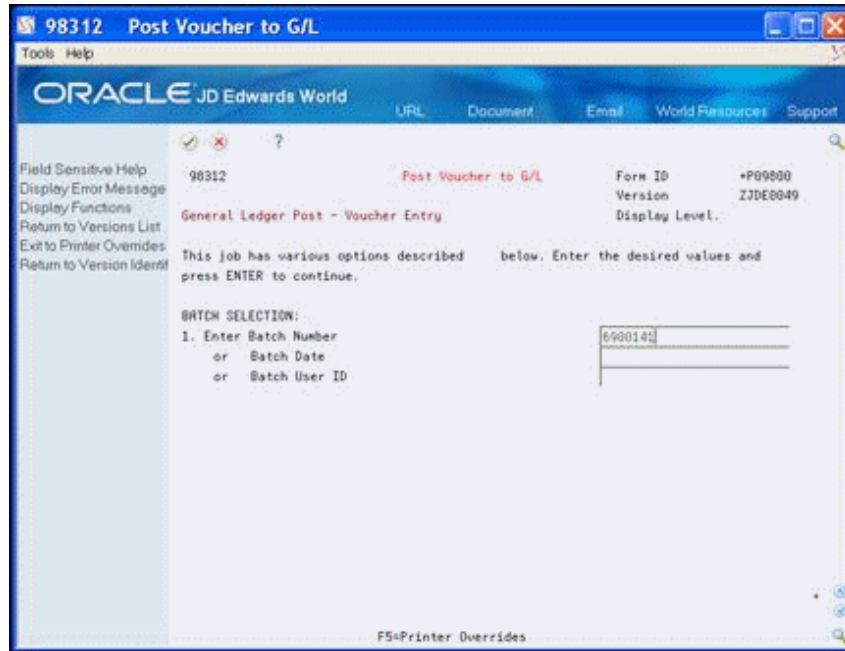 98312 Post Voucher to G/L
Tools Help
ORACLE JD Edwards World
URL Document Email World Resources Support
?
Field Sensitive Help
Display Error Message
Display Functions
Return to Versions List
Exit to Printer Overrides
Return to Version Identif
98312 Post Voucher to G/L Form ID *P09800
Version ZJDE0049
General Ledger Post - Voucher Entry Display Level.
This job has various options described below. Enter the desired values and
press ENTER to continue.
BATCH SELECTION:
1. Enter Batch Number 6980141
or Batch Date
or Batch User ID
F5=Printer Overrides